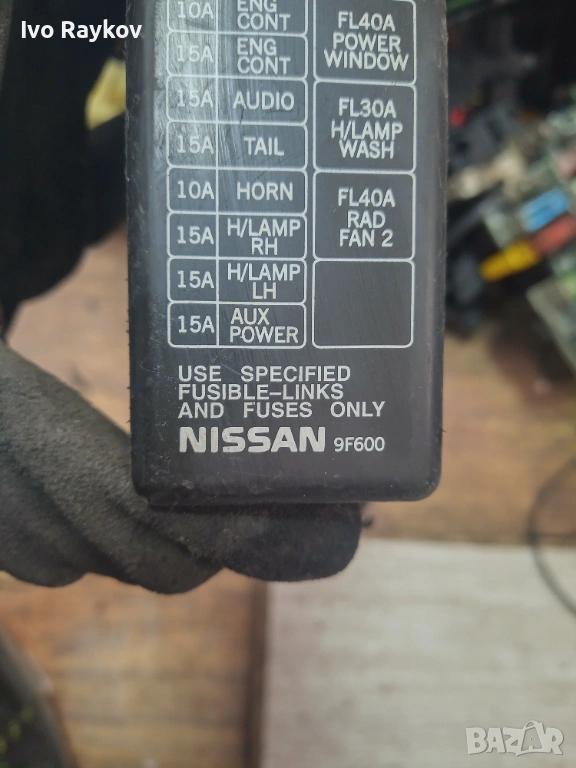 Ivo Raykov
10A ENG CONT
15A ENG CONT
15A AUDIO
15A TAIL
10A HORN
15A H/LAMP RH
15A H/LAMP LH
15A AUX POWER
FL40A POWER WINDOW
FL30A H/LAMP WASH
FL40A RAD FAN 2
USE SPECIFIED
FUSIBLE-LINKS
AND FUSES ONLY
NISSAN 9F600
BAZAR